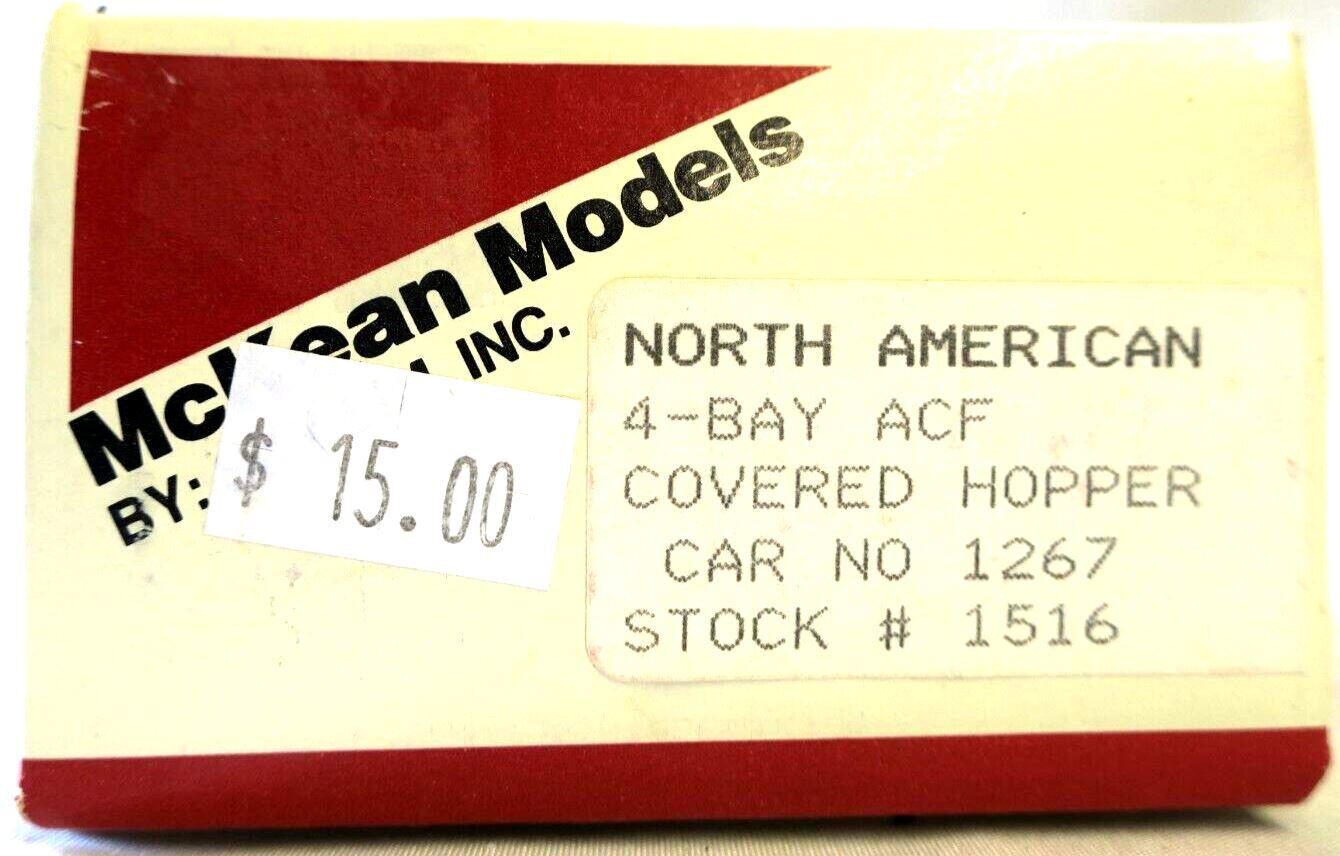 McKean Models
BY: INC.
$ 15.00
NORTH AMERICAN
4-BAY ACF
COVERED HOPPER
CAR NO 1267
STOCK # 1516